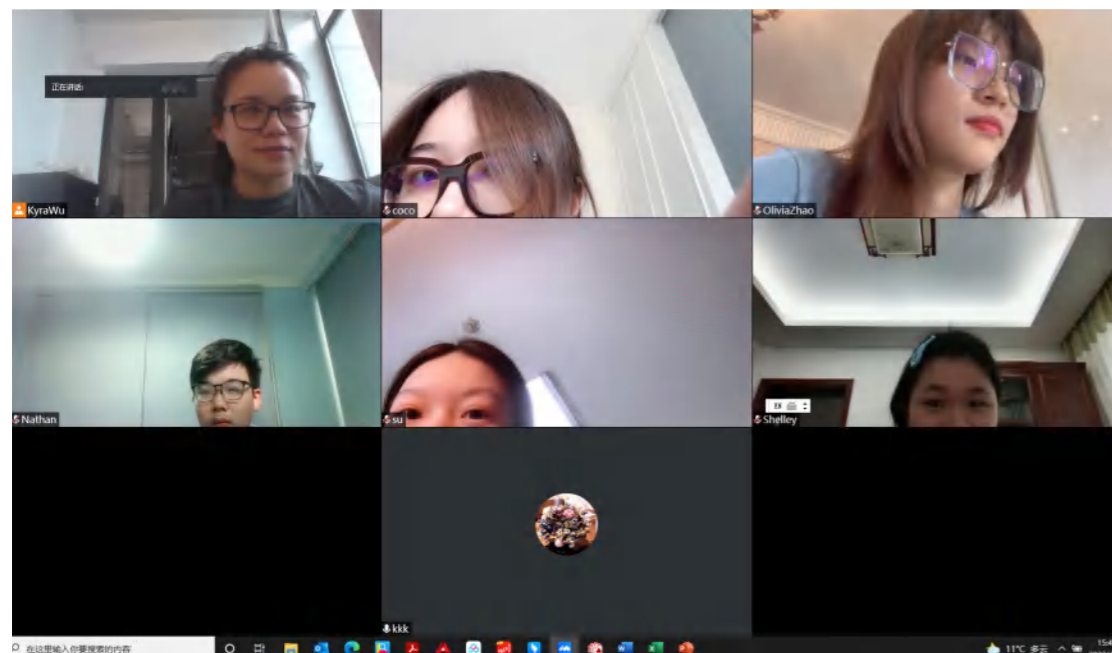 正在讲话:
KyraWu
coco
OliviaZhao
Nathan
su
Shelley
kkk
在这里输入你要搜索的内容
11°C 多云